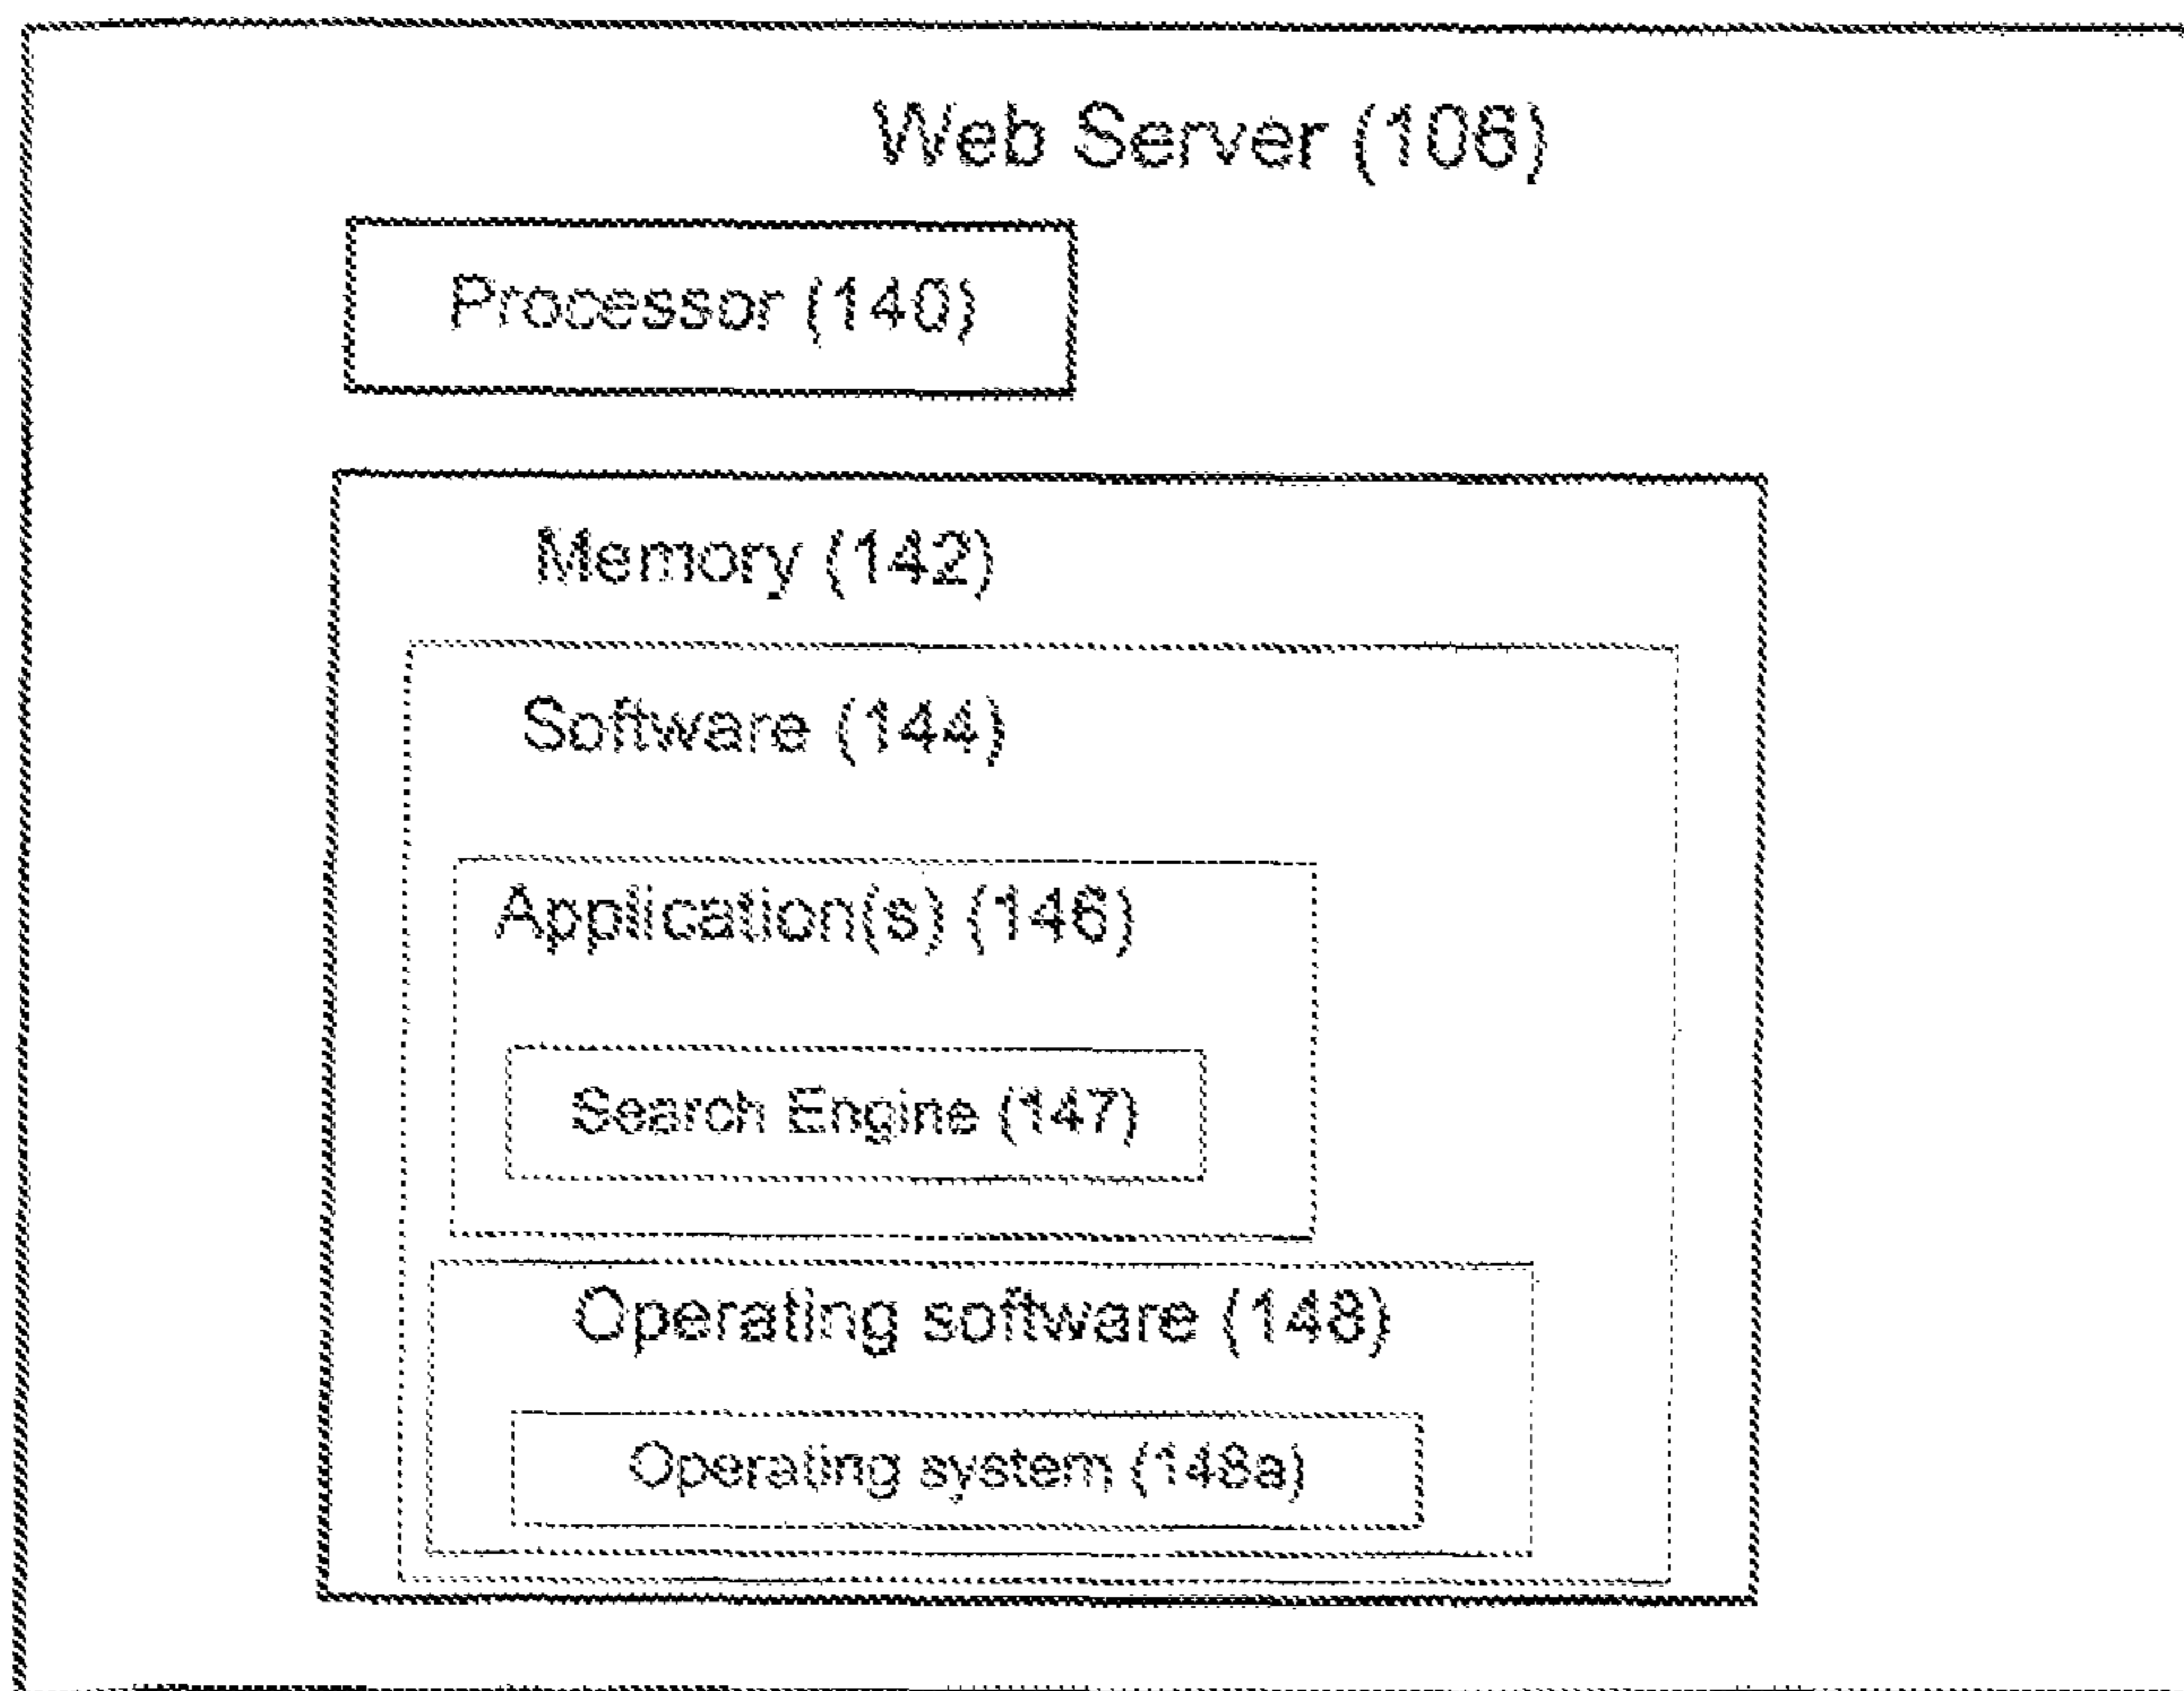 Web Server (106)
Processor (140)
Memory (142)
Software (144)
Application(s) (146)
Search Engine (147)
Operating software (148)
Operating system (148a)